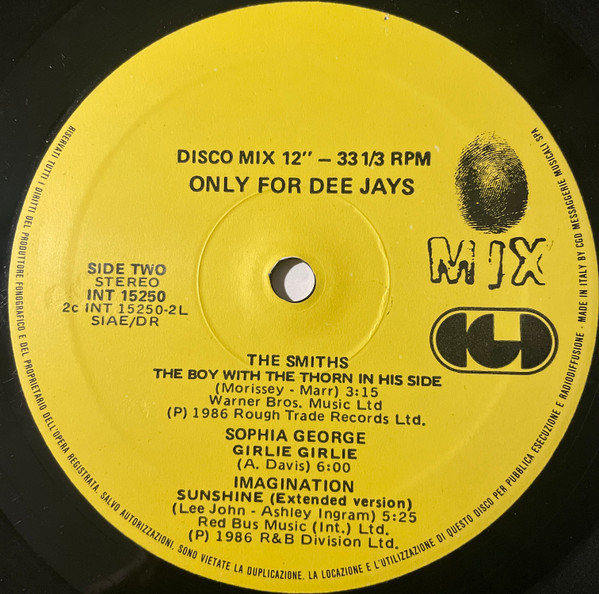 DISCO MIX 12" – 33 1/3 RPM
ONLY FOR DEE JAYS
MIX
CGD
SIDE TWO
STEREO
INT 15250
2c INT 15250-2L
SIAE/DR
THE SMITHS
THE BOY WITH THE THORN IN HIS SIDE
(Morissey - Marr) 3:15
Warner Bros. Music Ltd
(P) 1986 Rough Trade Records Ltd.
SOPHIA GEORGE
GIRLIE GIRLIE
(A. Davis) 6:00
IMAGINATION
SUNSHINE (Extended version)
(Lee John - Ashley Ingram) 5:25
Red Bus Music (Int.) Ltd.
(P) 1986 R&B Division Ltd.
RISERVATI TUTTI I DIRITTI DEL PRODUTTORE FONOGRAFICO E DEL PROPRIETARIO DELL'OPERA REGISTRATA. SALVO AUTORIZZAZIONI, SONO VIETATE LA DUPLICAZIONE, LA LOCAZIONE E L'UTILIZZAZIONE DI QUESTO DISCO PER PUBBLICA ESECUZIONE E RADIODIFFUSIONE - MADE IN ITALY BY CGD MESSAGGERIE MUSICALI SPA